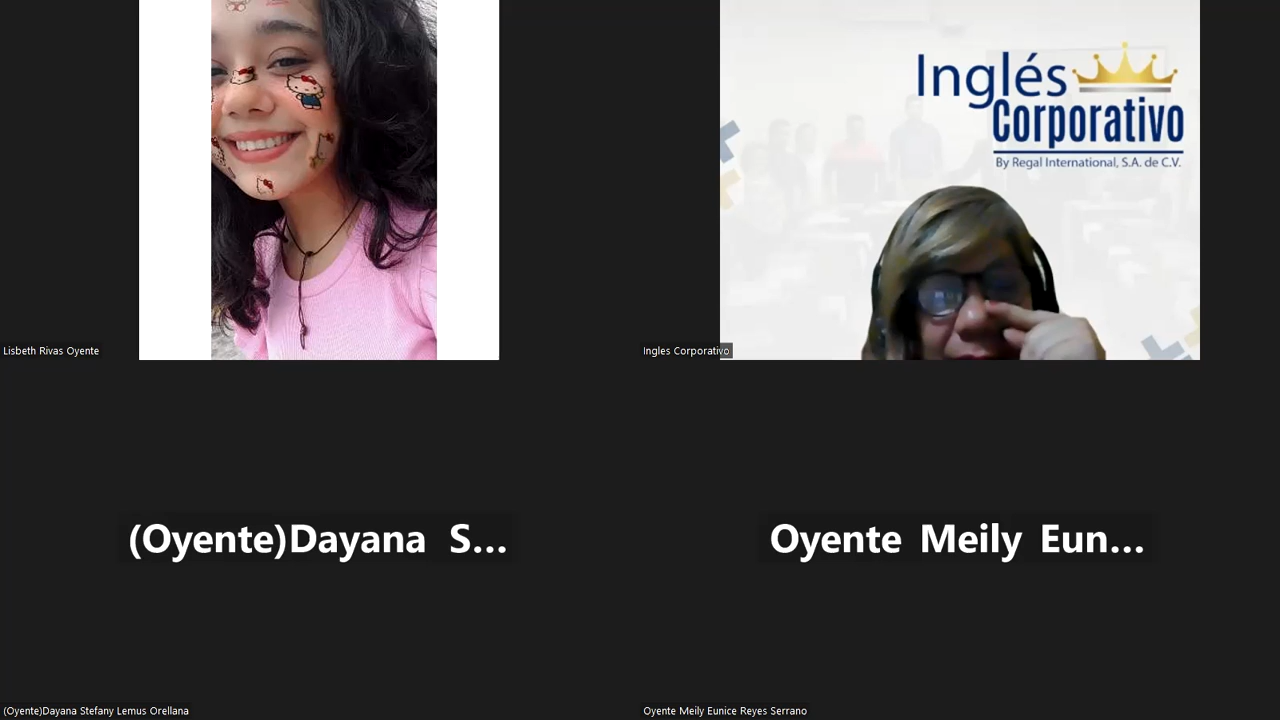 Inglés
Corporativo
By Regal International, S.A. de C.V.
Lisbeth Rivas Oyente
Ingles Corporativo
(Oyente)Dayana S...
Oyente Meily Eun...
(Oyente)Dayana Stefany Lemus Orellana
Oyente Meily Eunice Reyes Serrano